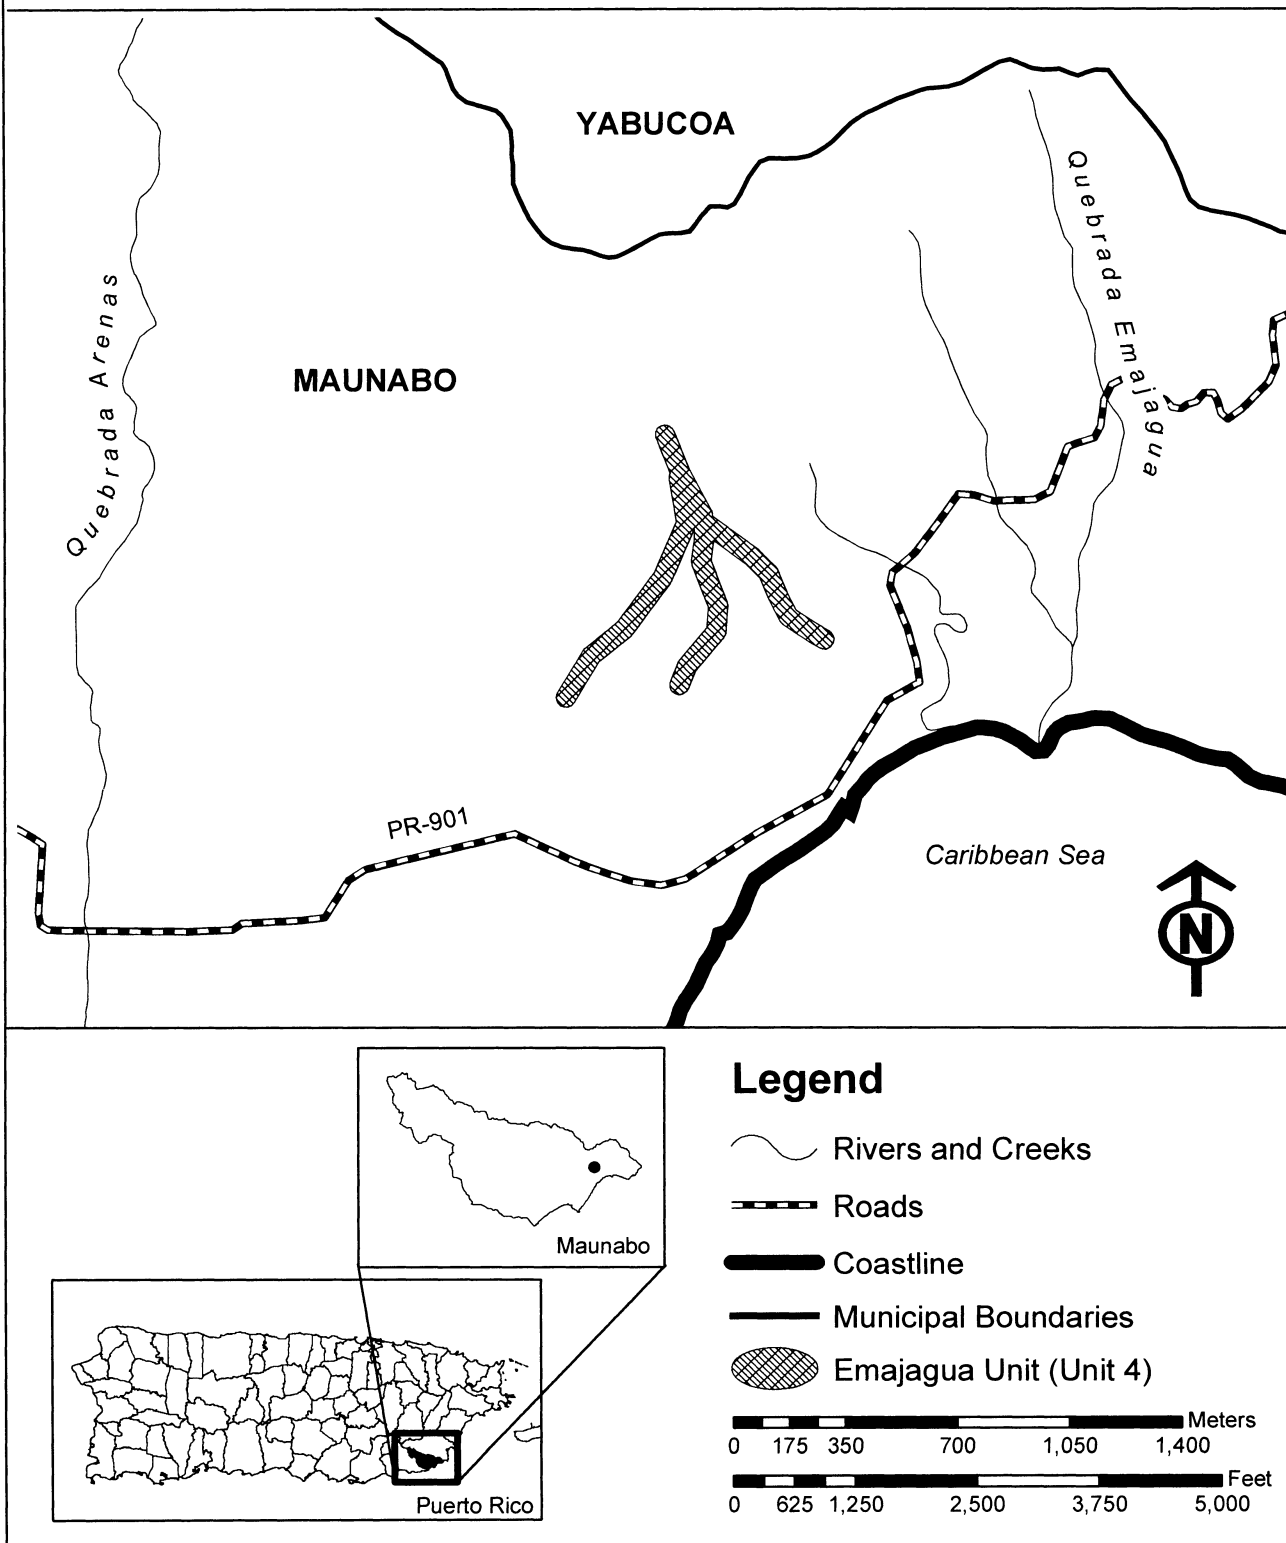 YABUCOA
Quebrada Emajagua
Quebrada Arenas
MAUNABO
PR-901
Caribbean Sea
N
Maunabo
Puerto Rico
Legend
Rivers and Creeks
Roads
Coastline
Municipal Boundaries
Emajagua Unit (Unit 4)
Meters
0 175 350 700 1,050 1,400
Feet
0 625 1,250 2,500 3,750 5,000